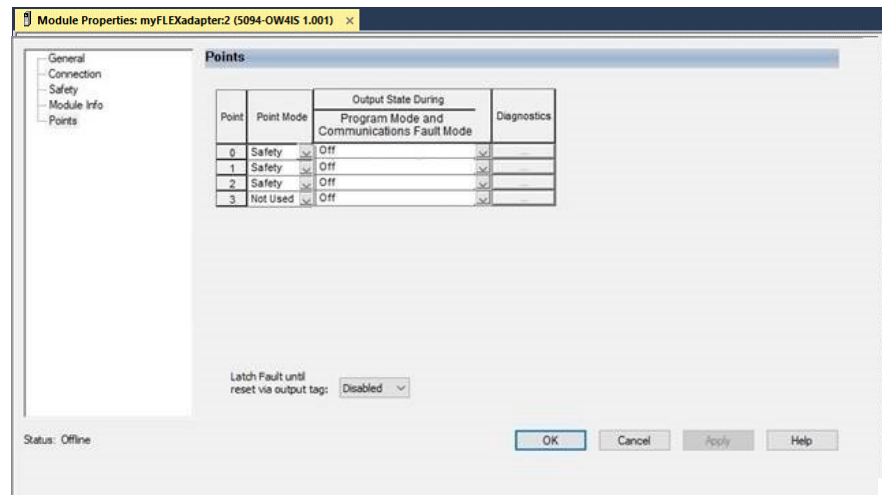 Module Properties: myFLEXadapter:2 (5094-OW4IS 1.001) ×
General
Connection
Safety
Module Info
Points
Points
Point
Point Mode
Output State During
Program Mode and
Communications Fault Mode
Diagnostics
0 Safety Off ...
1 Safety Off ...
2 Safety Off ...
3 Not Used Off ...
Latch Fault until
reset via output tag: Disabled
Status: Offline
OK
Cancel
Apply
Help